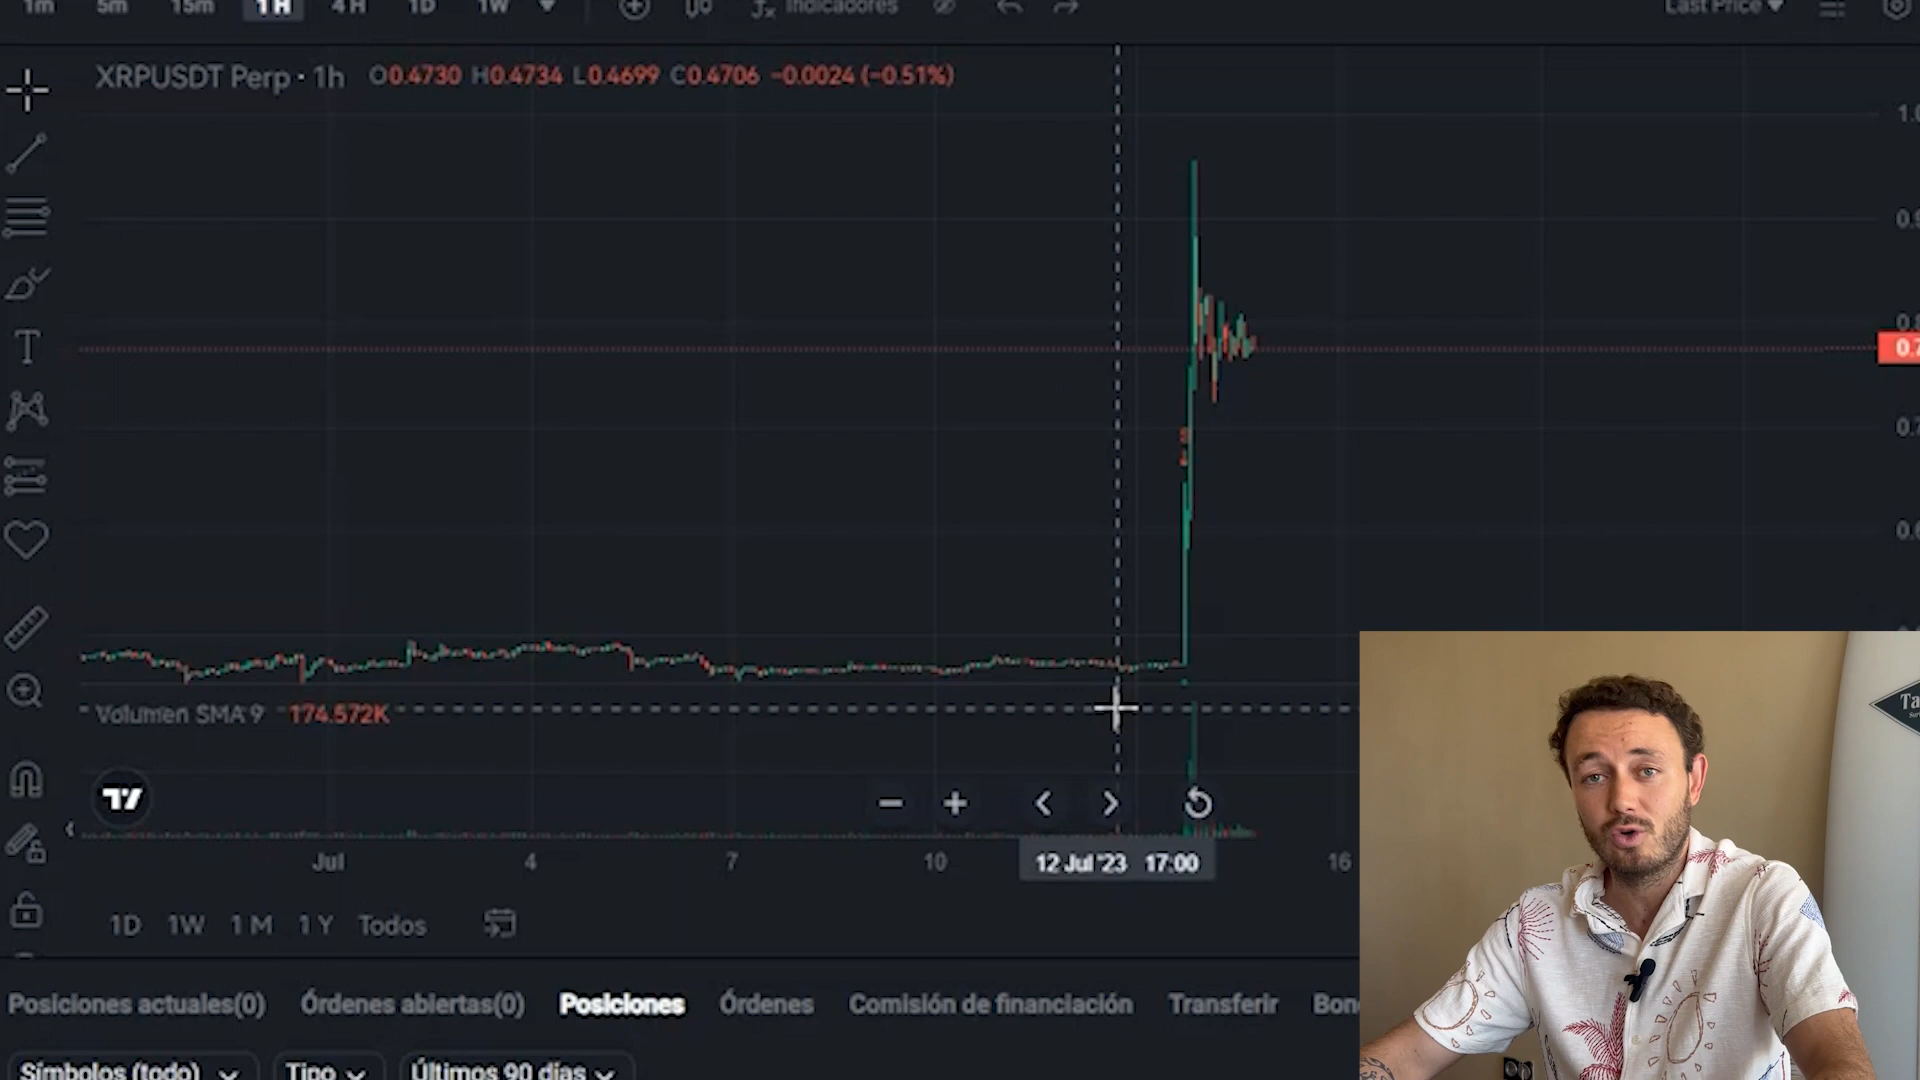 1m 5m 15m 1H 4H 1D 1W Indicadores Last Price
XRPUSDT Perp · 1h O0.4730 H0.4734 L0.4699 C0.4706 −0.0024 (−0.51%)
Volumen SMA 9 174.572K
Jul 4 7 10 12 Jul '23 17:00 16
1D 1W 1M 1Y Todos
Posiciones actuales(0) Órdenes abiertas(0) Posiciones Órdenes Comisión de financiación Transferir
Símbolos (todo) Tipo Últimos 90 días